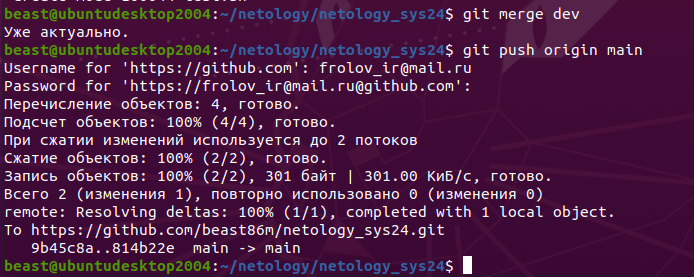 beast@ubuntudesktop2004:~/netology/netology_sys24$ git merge dev
Уже актуально.
beast@ubuntudesktop2004:~/netology/netology_sys24$ git push origin main
Username for 'https://github.com': frolov_ir@mail.ru
Password for 'https://frolov_ir@mail.ru@github.com':
Перечисление объектов: 4, готово.
Подсчет объектов: 100% (4/4), готово.
При сжатии изменений используется до 2 потоков
Сжатие объектов: 100% (2/2), готово.
Запись объектов: 100% (2/2), 301 байт | 301.00 КиБ/с, готово.
Всего 2 (изменения 1), повторно использовано 0 (изменения 0)
remote: Resolving deltas: 100% (1/1), completed with 1 local object.
To https://github.com/beast86m/netology_sys24.git
   9b45c8a..814b22e  main -> main
beast@ubuntudesktop2004:~/netology/netology_sys24$